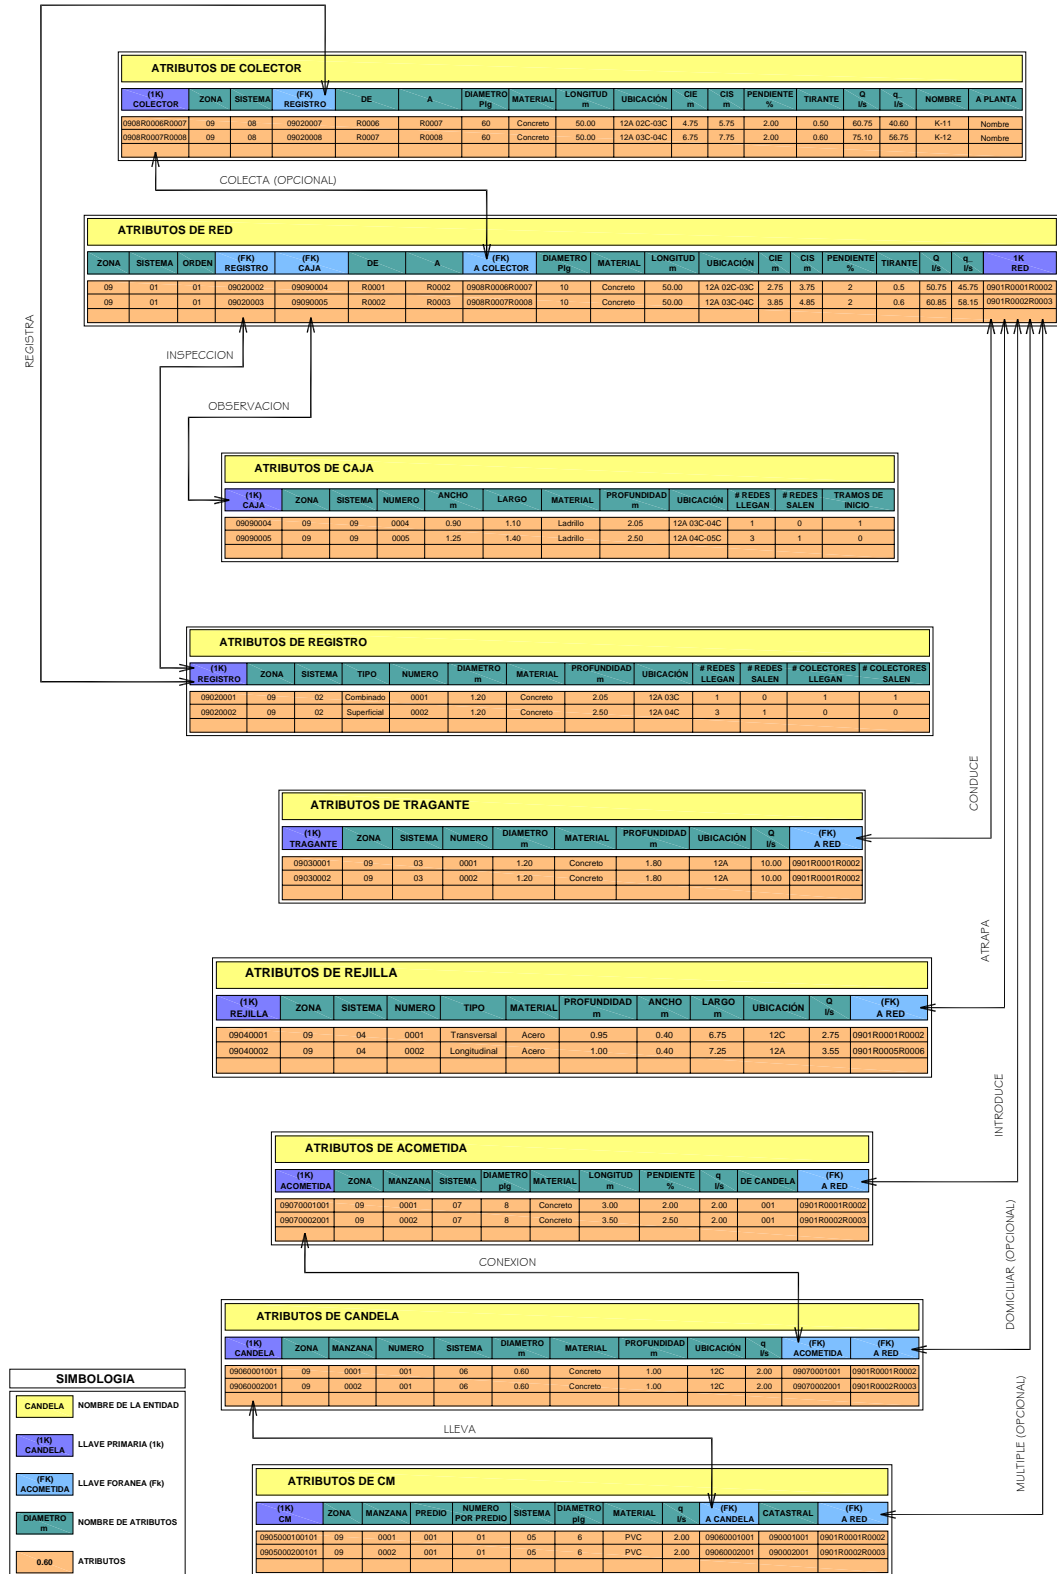 ATRIBUTOS DE COLECTOR
(1K) COLECTOR ZONA SISTEMA (FK) REGISTRO DE A DIAMETRO Plg MATERIAL LONGITUD m UBICACIÓN CIE m CIS m PENDIENTE % TIRANTE Q l/s q_ l/s NOMBRE A PLANTA
0908R0006R0007 09 08 09020007 R0006 R0007 60 Concreto 50.00 12A 02C-03C 4.75 5.75 2.00 0.50 60.75 40.60 K-11 Nombre
0908R0007R0008 09 08 09020008 R0007 R0008 60 Concreto 50.00 12A 03C-04C 6.75 7.75 2.00 0.60 75.10 56.75 K-12 Nombre
COLECTA (OPCIONAL)
ATRIBUTOS DE RED
ZONA SISTEMA ORDEN (FK) REGISTRO (FK) CAJA DE A (FK) A COLECTOR DIAMETRO Plg MATERIAL LONGITUD m UBICACIÓN CIE m CIS m PENDIENTE % TIRANTE Q l/s q_ l/s 1K RED
09 01 01 09020002 09090004 R0001 R0002 0908R0006R0007 10 Concreto 50.00 12A 02C-03C 2.75 3.75 2 0.5 50.75 45.75 0901R0001R0002
09 01 01 09020003 09090005 R0002 R0003 0908R0007R0008 10 Concreto 50.00 12A 03C-04C 3.85 4.85 2 0.6 60.85 58.15 0901R0002R0003
REGISTRA
INSPECCION
OBSERVACION
ATRIBUTOS DE CAJA
(1K) CAJA ZONA SISTEMA NUMERO ANCHO m LARGO MATERIAL PROFUNDIDAD m UBICACIÓN # REDES LLEGAN # REDES SALEN TRAMOS DE INICIO
09090004 09 09 0004 0.90 1.10 Ladrillo 2.05 12A 03C-04C 1 0 1
09090005 09 09 0005 1.25 1.40 Ladrillo 2.50 12A 04C-05C 3 1 0
ATRIBUTOS DE REGISTRO
(1K) REGISTRO ZONA SISTEMA TIPO NUMERO DIAMETRO m MATERIAL PROFUNDIDAD m UBICACIÓN # REDES LLEGAN # REDES SALEN # COLECTORES LLEGAN # COLECTORES SALEN
09020001 09 02 Combinado 0001 1.20 Concreto 2.05 12A 03C 1 0 1 1
09020002 09 02 Superficial 0002 1.20 Concreto 2.50 12A 04C 3 1 0 0
CONDUCE
ATRIBUTOS DE TRAGANTE
(1K) TRAGANTE ZONA SISTEMA NUMERO DIAMETRO m MATERIAL PROFUNDIDAD m UBICACIÓN Q l/s (FK) A RED
09030001 09 03 0001 1.20 Concreto 1.80 12A 10.00 0901R0001R0002
09030002 09 03 0002 1.20 Concreto 1.80 12A 10.00 0901R0001R0002
ATRAPA
ATRIBUTOS DE REJILLA
(1K) REJILLA ZONA SISTEMA NUMERO TIPO MATERIAL PROFUNDIDAD m ANCHO m LARGO m UBICACIÓN Q l/s (FK) A RED
09040001 09 04 0001 Transversal Acero 0.95 0.40 6.75 12C 2.75 0901R0001R0002
09040002 09 04 0002 Longitudinal Acero 1.00 0.40 7.25 12A 3.55 0901R0005R0006
INTRODUCE
ATRIBUTOS DE ACOMETIDA
(1K) ACOMETIDA ZONA MANZANA SISTEMA DIAMETRO plg MATERIAL LONGITUD m PENDIENTE % q l/s DE CANDELA (FK) A RED
09070001001 09 0001 07 8 Concreto 3.00 2.00 2.00 001 0901R0001R0002
09070002001 09 0002 07 8 Concreto 3.50 2.50 2.00 001 0901R0002R0003
CONEXION
DOMICILIAR (OPCIONAL)
ATRIBUTOS DE CANDELA
(1K) CANDELA ZONA MANZANA NUMERO SISTEMA DIAMETRO m MATERIAL PROFUNDIDAD m UBICACIÓN q l/s (FK) ACOMETIDA (FK) A RED
09060001001 09 0001 001 06 0.60 Concreto 1.00 12C 2.00 09070001001 0901R0001R0002
09060002001 09 0002 001 06 0.60 Concreto 1.00 12C 2.00 09070002001 0901R0002R0003
LLEVA
MULTIPLE (OPCIONAL)
ATRIBUTOS DE CM
(1K) CM ZONA MANZANA PREDIO NUMERO POR PREDIO SISTEMA DIAMETRO plg MATERIAL q l/s (FK) A CANDELA CATASTRAL (FK) A RED
0905000100101 09 0001 001 01 05 6 PVC 2.00 09060001001 090001001 0901R0001R0002
0905000200101 09 0002 001 01 05 6 PVC 2.00 09060002001 090002001 0901R0002R0003
SIMBOLOGIA
CANDELA NOMBRE DE LA ENTIDAD
(1K) CANDELA LLAVE PRIMARIA (1k)
(FK) ACOMETIDA LLAVE FORANEA (Fk)
DIAMETRO m NOMBRE DE ATRIBUTOS
0.60 ATRIBUTOS